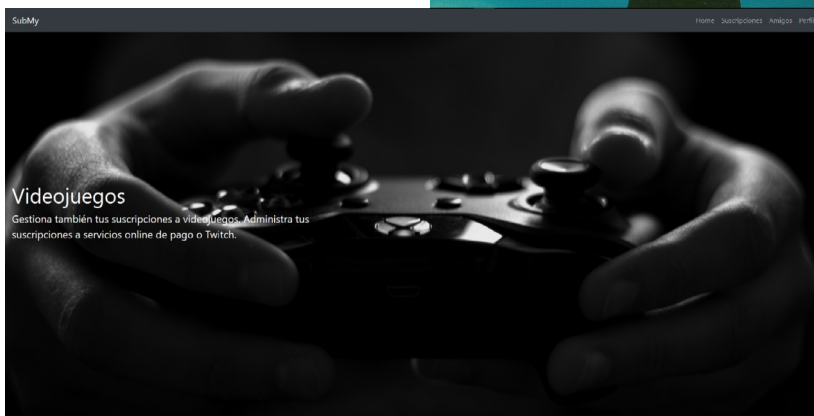 SubMy
Home Suscripciones Amigos Perfil
Videojuegos
Gestiona también tus suscripciones a videojuegos. Administra tus
suscripciones a servicios online de pago o Twitch.